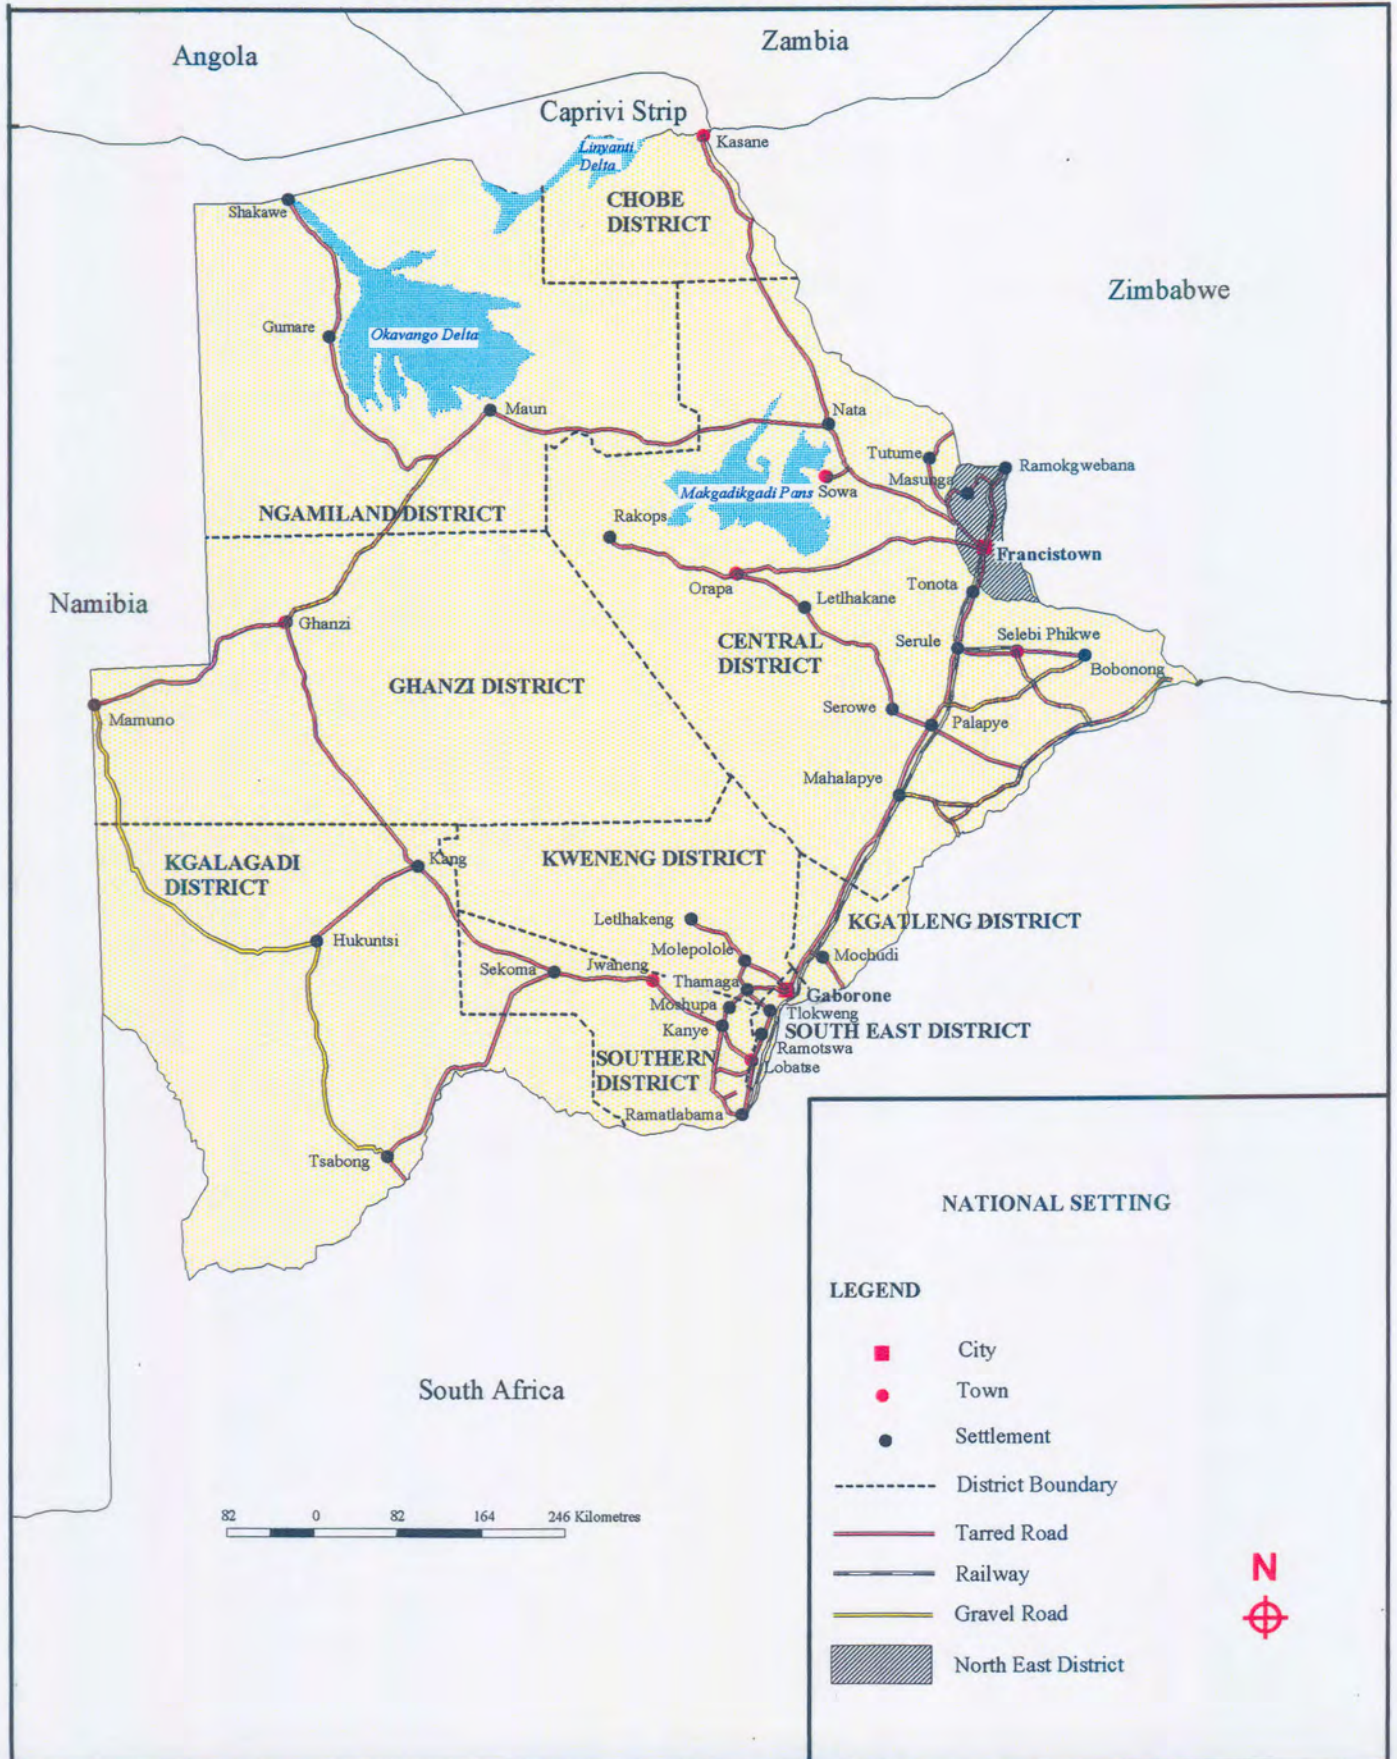 Angola
Zambia
Caprivi Strip
Linyanti
Delta
Kasane
CHOBE
DISTRICT
Shakawe
Zimbabwe
Gumare
Okavango Delta
Maun
Nata
Tutume
Ramokgwebana
Masunga
Makgadikgadi Pans
Sowa
NGAMILAND DISTRICT
Rakops
Francistown
Orapa
Tonota
Letlhakane
Namibia
Ghanzi
CENTRAL
DISTRICT
Serule
Selebi Phikwe
Bobonong
GHANZI DISTRICT
Mamuno
Serowe
Palapye
Mahalapye
KGALAGADI
DISTRICT
Kang
KWENENG DISTRICT
Letlhakeng
KGATLENG DISTRICT
Hukuntsi
Molepolole
Mochudi
Sekoma
Jwaneng
Thamaga
Gaborone
Moshupa
Tlokweng
Kanye
SOUTH EAST DISTRICT
Ramotswa
SOUTHERN
DISTRICT
Lobatse
Ramatlabama
Tsabong
South Africa
82 0 82 164 246 Kilometres
NATIONAL SETTING
LEGEND
City
Town
Settlement
District Boundary
Tarred Road
Railway
Gravel Road
North East District
N